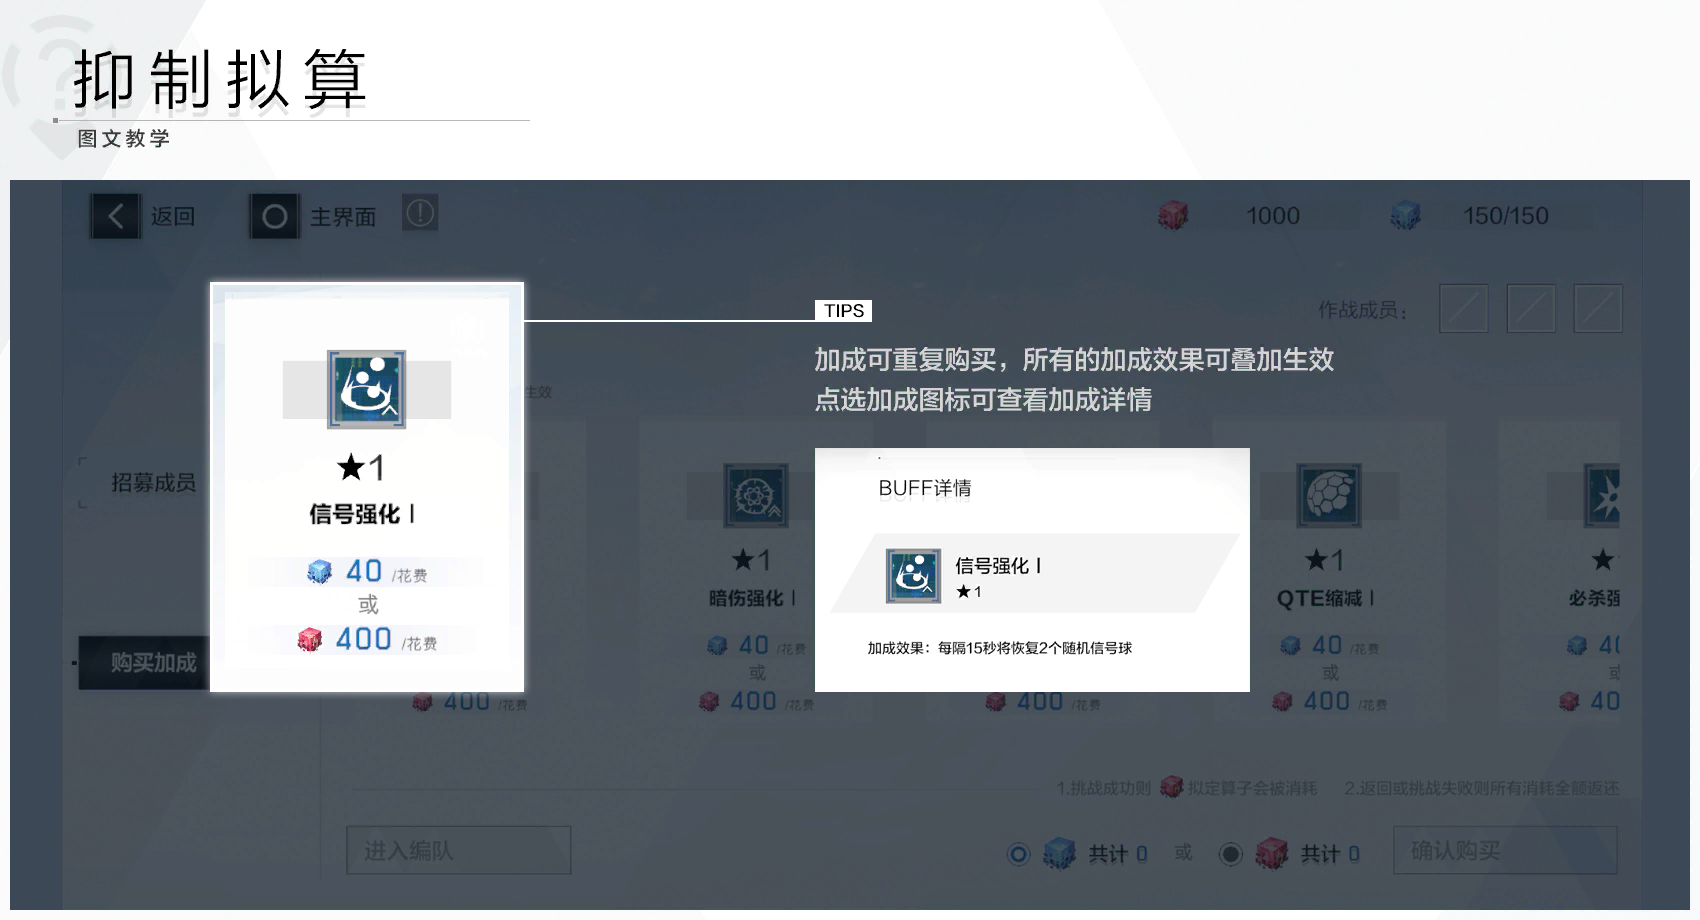 抑制拟算
图文教学
返回
主界面
1000
150/150
作战成员：
TIPS
加成可重复购买，所有的加成效果可叠加生效
点选加成图标可查看加成详情
生效
招募成员
购买加成
★1
信号强化 I
40 /花费
或
400 /花费
BUFF详情
信号强化 I
★1
加成效果：每隔15秒将恢复2个随机信号球
★1
暗伤强化 I
40 /花费
或
400 /花费
★1
QTE缩减 I
40 /花费
或
400 /花费
★
必杀强
40
或
40
400 /花费
400 /花费
1.挑战成功则 拟定算子会被消耗 2.返回或挑战失败则所有消耗全额返还
进入编队
共计 0 或 共计 0
确认购买